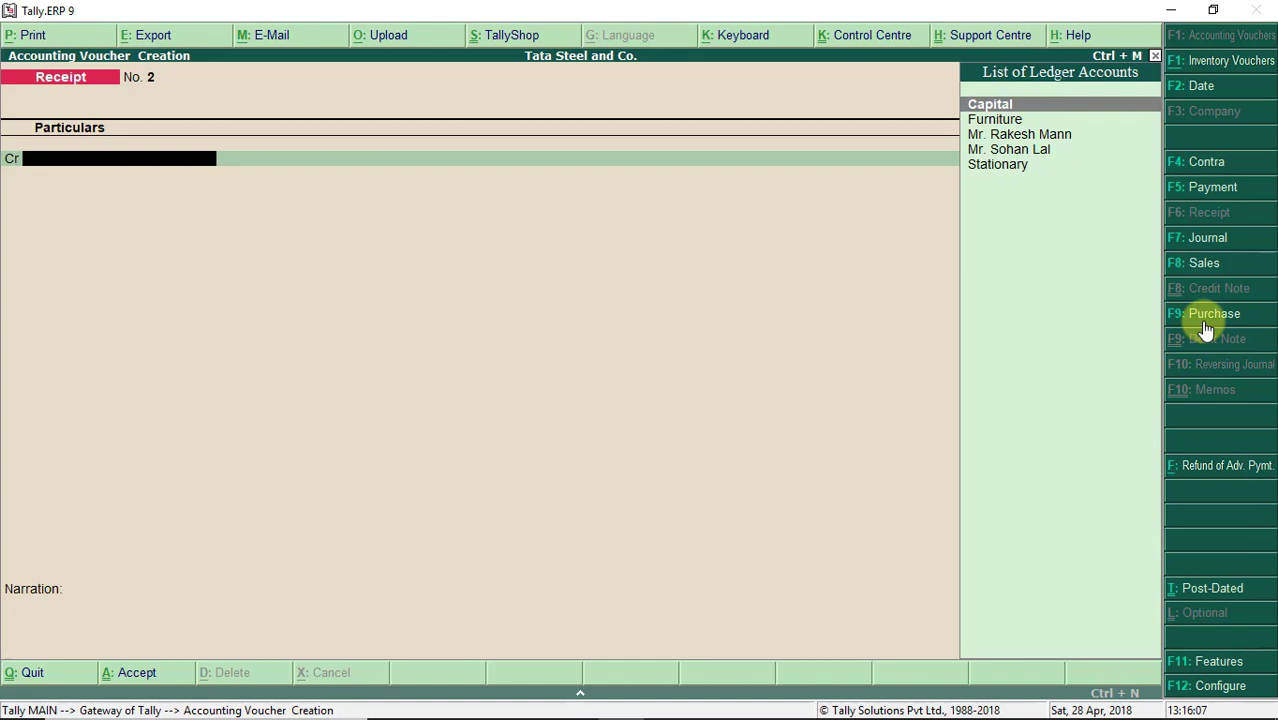 Tally.ERP 9
P: Print
E: Export
M: E-Mail
O: Upload
S: TallyShop
G: Language
K: Keyboard
K: Control Centre
H: Support Centre
H: Help
Accounting Voucher Creation
Tata Steel and Co.
Ctrl + M
Receipt No. 2
Particulars
Cr
Narration:
List of Ledger Accounts
Capital
Furniture
Mr. Rakesh Mann
Mr. Sohan Lal
Stationary
F1: Accounting Vouchers
F1: Inventory Vouchers
F2: Date
F3: Company
F4: Contra
F5: Payment
F6: Receipt
F7: Journal
F8: Sales
F8: Credit Note
F9: Purchase
F9: Debit Note
F10: Reversing Journal
F10: Memos
F: Refund of Adv. Pymt.
T: Post-Dated
L: Optional
F11: Features
F12: Configure
Q: Quit
A: Accept
D: Delete
X: Cancel
Ctrl + N
Tally MAIN --> Gateway of Tally --> Accounting Voucher Creation
© Tally Solutions Pvt Ltd., 1988-2018
Sat, 28 Apr, 2018
13:16:07